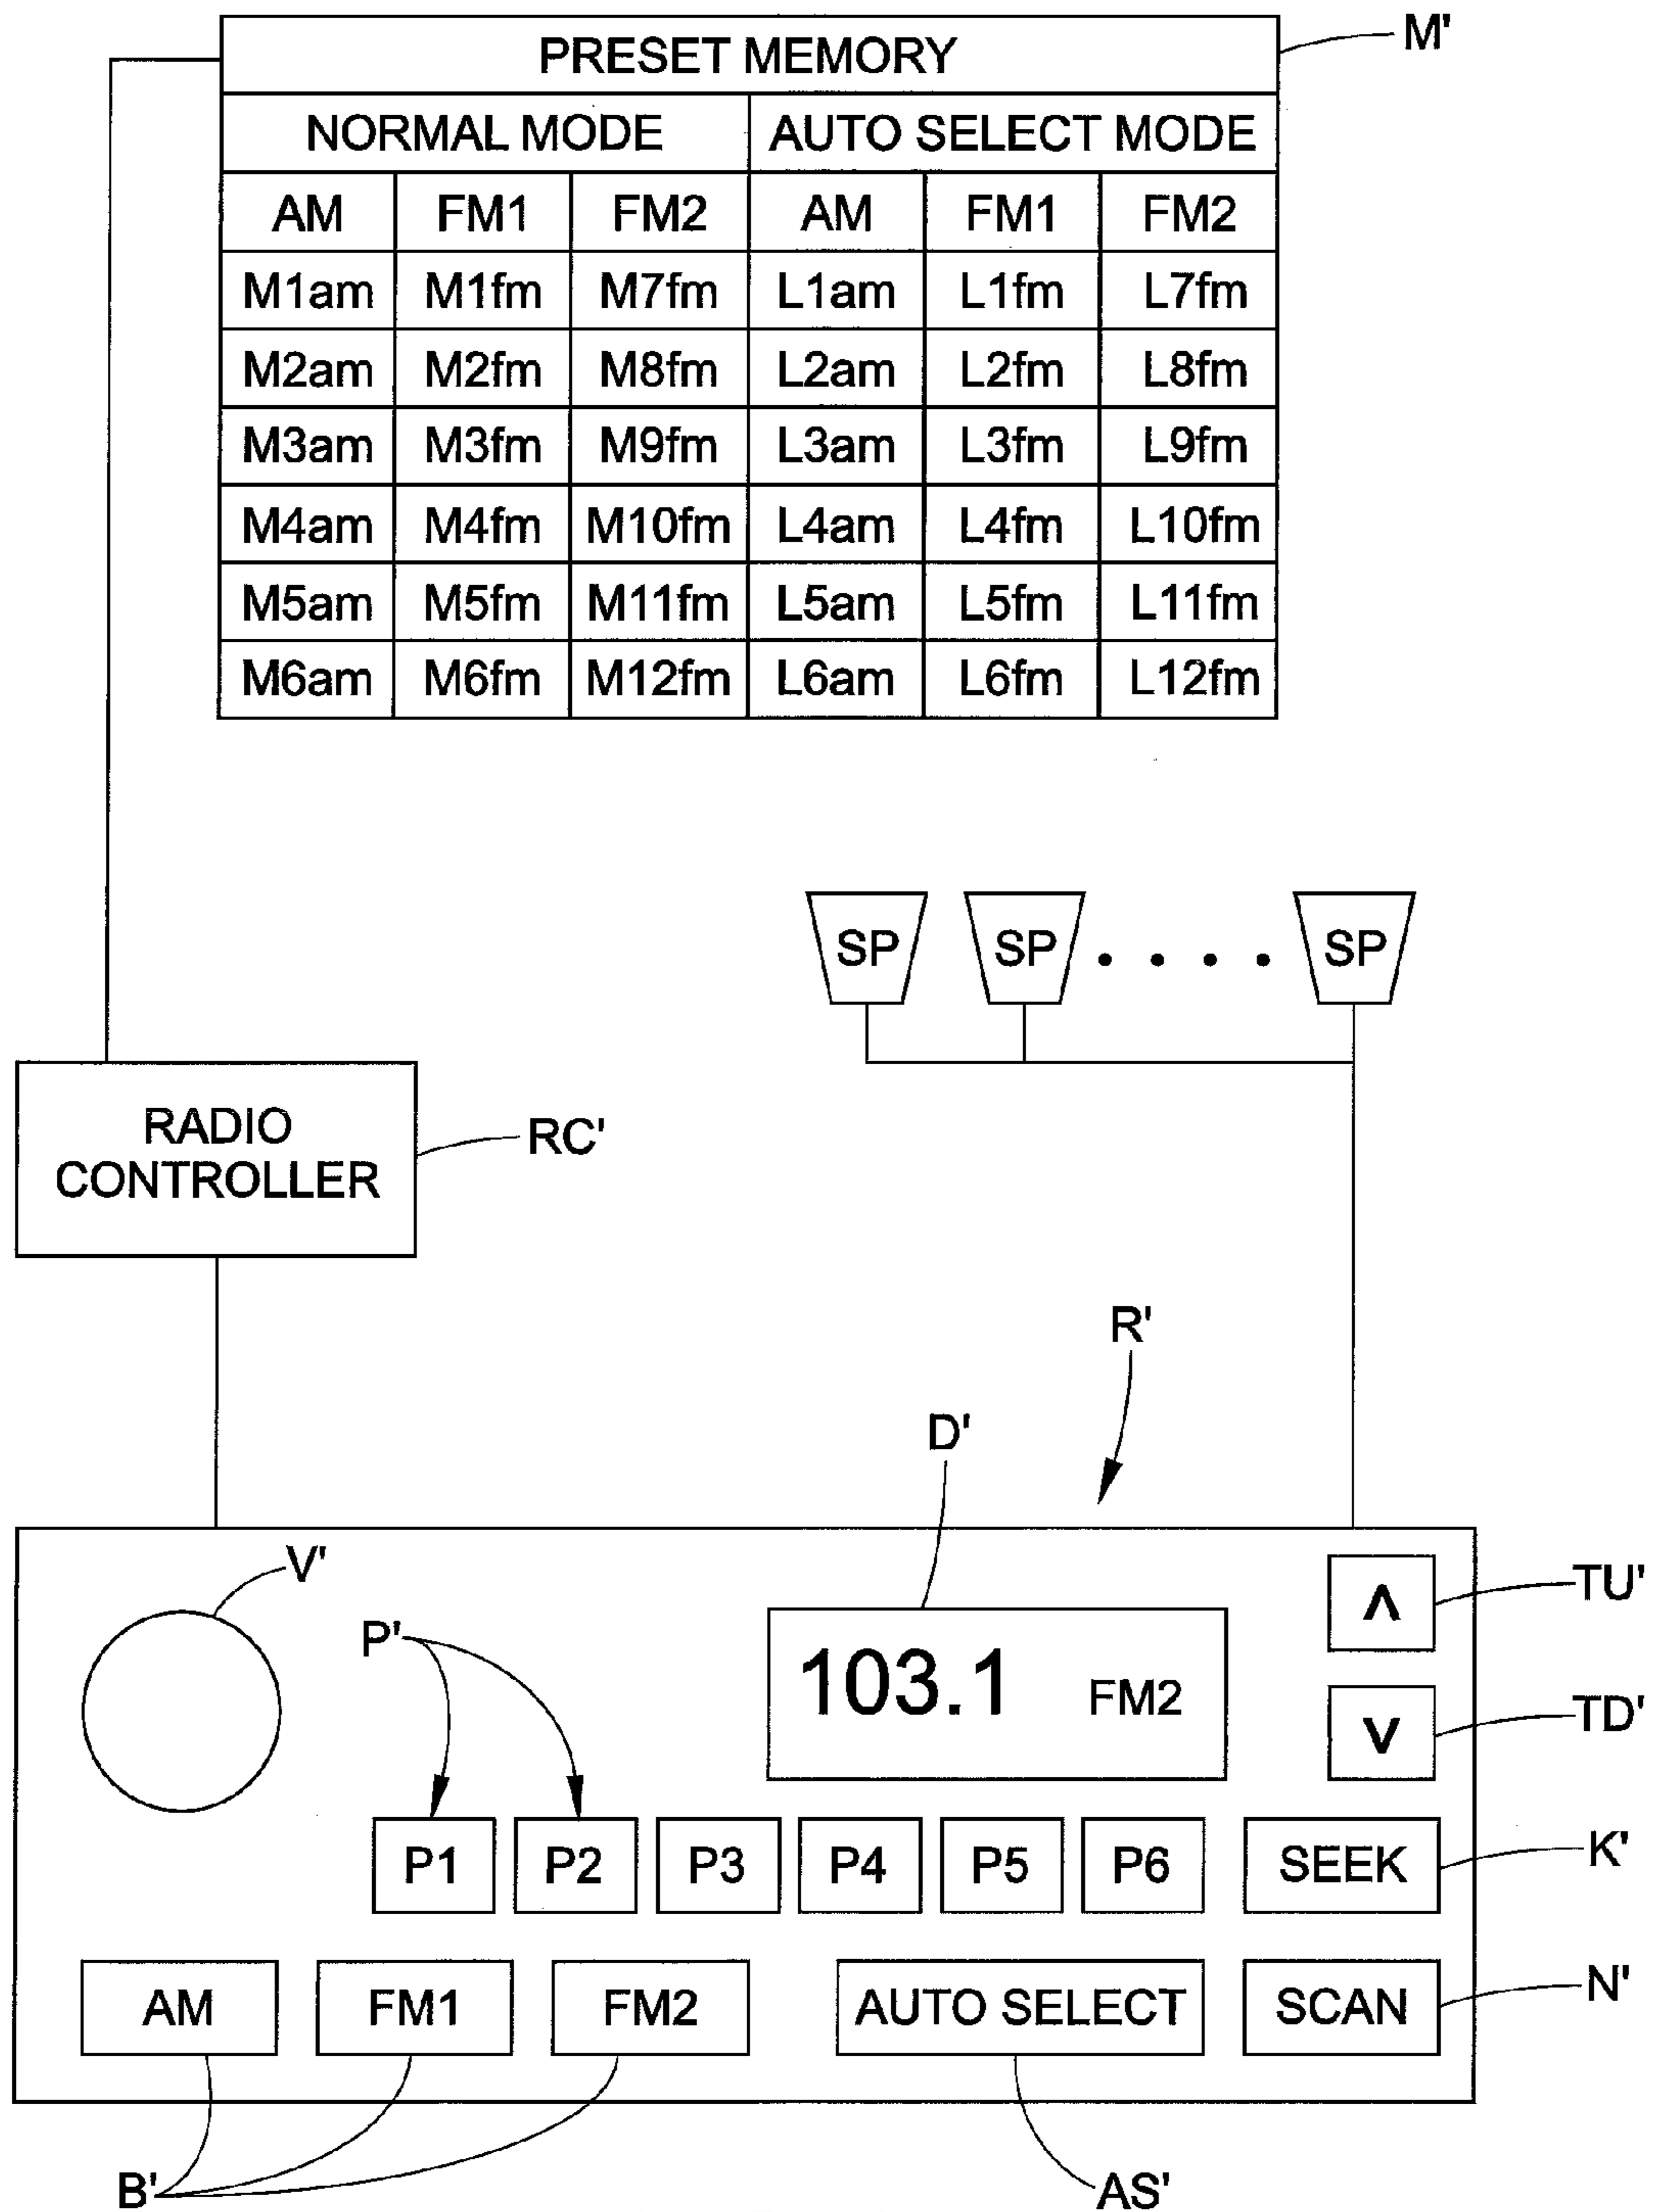 PRESET MEMORY
M'
NORMAL MODE AUTO SELECT MODE
AM FM1 FM2 AM FM1 FM2
M1am M1fm M7fm L1am L1fm L7fm
M2am M2fm M8fm L2am L2fm L8fm
M3am M3fm M9fm L3am L3fm L9fm
M4am M4fm M10fm L4am L4fm L10fm
M5am M5fm M11fm L5am L5fm L11fm
M6am M6fm M12fm L6am L6fm L12fm
SP SP SP
RADIO
CONTROLLER
RC'
R'
D'
V'
TU'
P'
103.1 FM2
TD'
P1 P2 P3 P4 P5 P6 SEEK
K'
AM FM1 FM2 AUTO SELECT SCAN
N'
B'
AS'